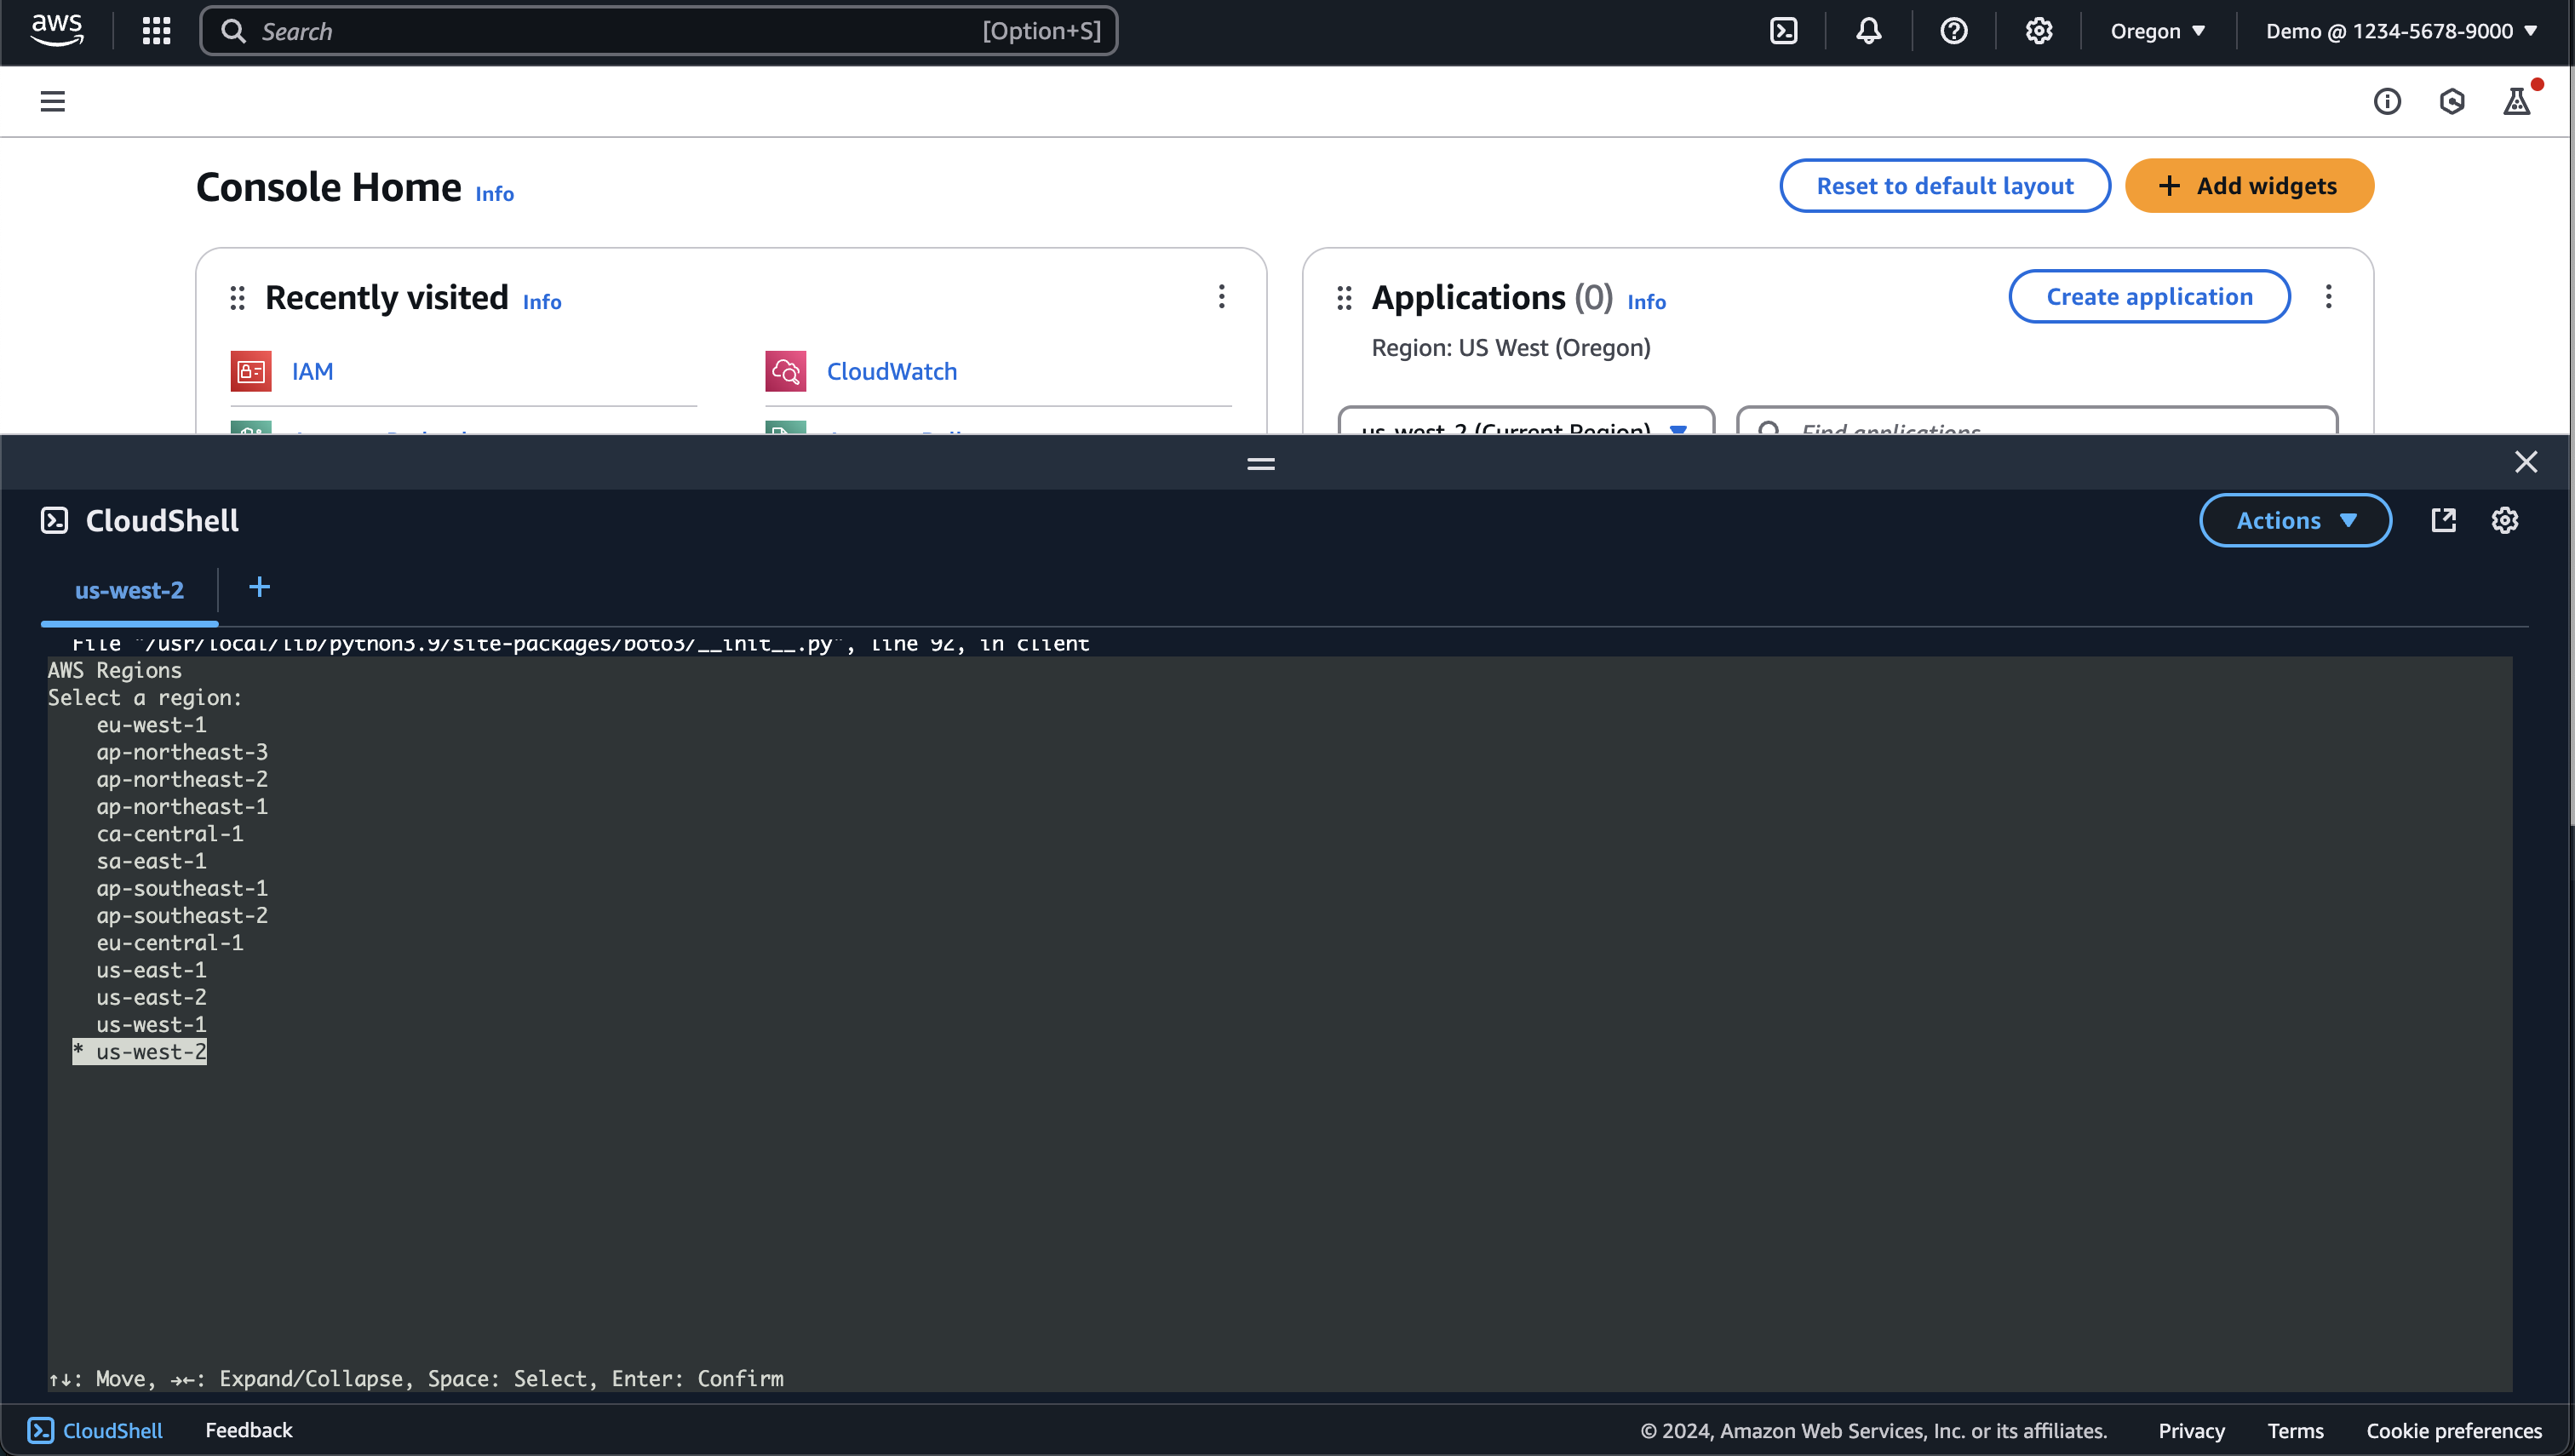 aws
Search [Option+S]
Oregon ▼
Demo @ 1234-5678-9000 ▼
Console Home Info
Reset to default layout
+ Add widgets
Recently visited Info
IAM
CloudWatch
Applications (0) Info
Create application
Region: US West (Oregon)
us-west-2 (Current Region)
Find applications
CloudShell
Actions ▼
us-west-2
+
File "/usr/local/lib/python3.9/site-packages/boto3/__init__.py", line 92, in client
AWS Regions
Select a region:
eu-west-1
ap-northeast-3
ap-northeast-2
ap-northeast-1
ca-central-1
sa-east-1
ap-southeast-1
ap-southeast-2
eu-central-1
us-east-1
us-east-2
us-west-1
* us-west-2
↑↓: Move, →←: Expand/Collapse, Space: Select, Enter: Confirm
CloudShell
Feedback
© 2024, Amazon Web Services, Inc. or its affiliates.
Privacy
Terms
Cookie preferences